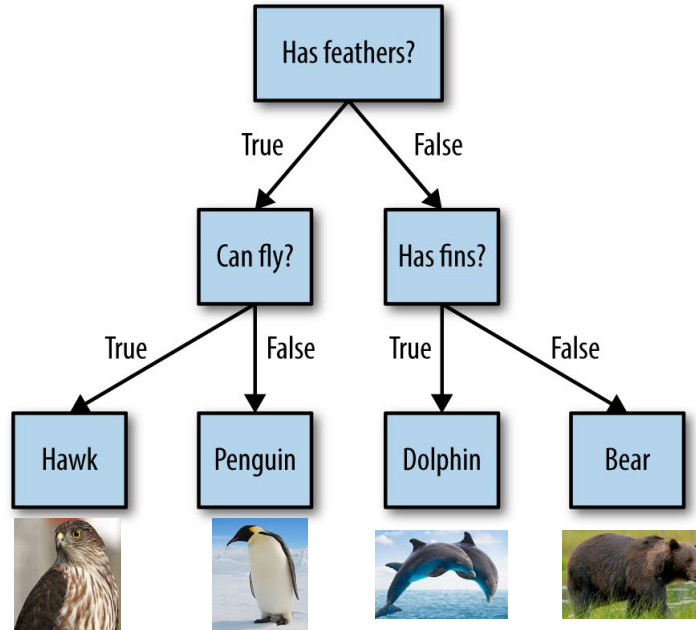 Has feathers?
True
False
Can fly?
Has fins?
True
False
True
False
Hawk
Penguin
Dolphin
Bear